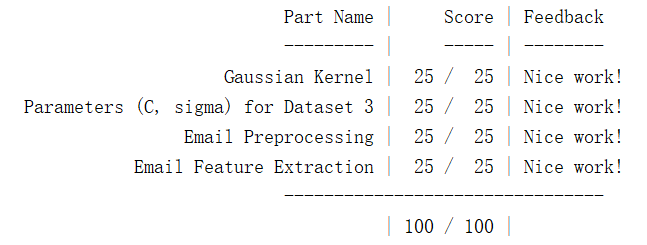 Part Name | Score | Feedback
--------- | ----- | --------
Gaussian Kernel | 25 / 25 | Nice work!
Parameters (C, sigma) for Dataset 3 | 25 / 25 | Nice work!
Email Preprocessing | 25 / 25 | Nice work!
Email Feature Extraction | 25 / 25 | Nice work!
--------------------------------
| 100 / 100 |